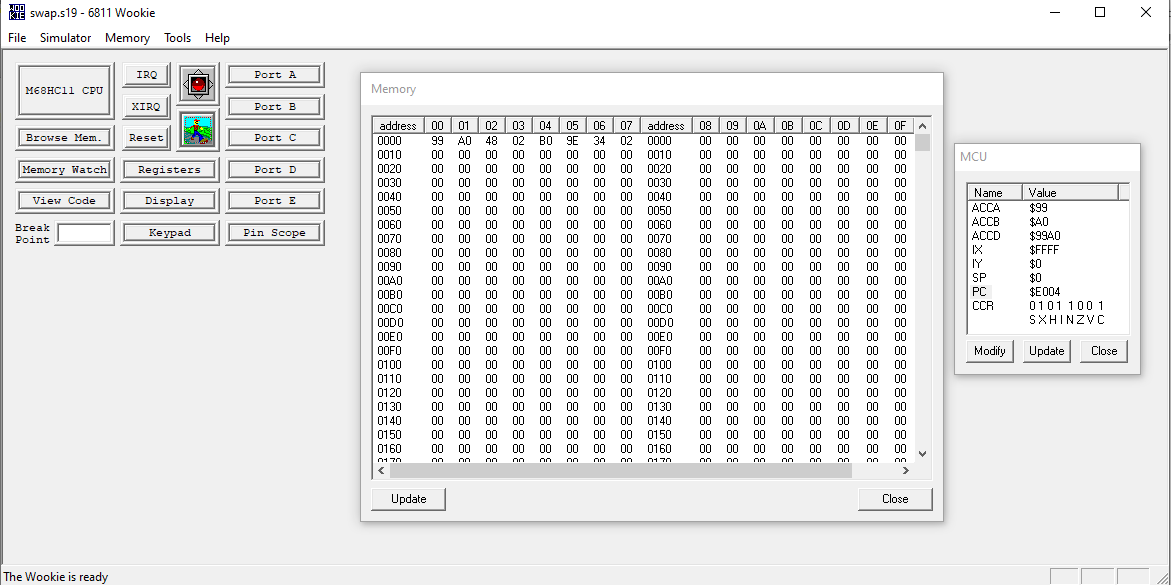 swap.s19 - 6811 Wookie
File Simulator Memory Tools Help
M68HC11 CPU
IRQ
Port A
XIRQ
Port B
Browse Mem.
Reset
Port C
Memory Watch
Registers
Port D
View Code
Display
Port E
Break
Point
Keypad
Pin Scope
Memory
address 00 01 02 03 04 05 06 07 address 08 09 0A 0B 0C 0D 0E 0F
0000 99 A0 48 02 B0 9E 34 02 0000 00 00 00 00 00 00 00 00
0010 00 00 00 00 00 00 00 00 0010 00 00 00 00 00 00 00 00
0020 00 00 00 00 00 00 00 00 0020 00 00 00 00 00 00 00 00
0030 00 00 00 00 00 00 00 00 0030 00 00 00 00 00 00 00 00
0040 00 00 00 00 00 00 00 00 0040 00 00 00 00 00 00 00 00
0050 00 00 00 00 00 00 00 00 0050 00 00 00 00 00 00 00 00
0060 00 00 00 00 00 00 00 00 0060 00 00 00 00 00 00 00 00
0070 00 00 00 00 00 00 00 00 0070 00 00 00 00 00 00 00 00
0080 00 00 00 00 00 00 00 00 0080 00 00 00 00 00 00 00 00
0090 00 00 00 00 00 00 00 00 0090 00 00 00 00 00 00 00 00
00A0 00 00 00 00 00 00 00 00 00A0 00 00 00 00 00 00 00 00
00B0 00 00 00 00 00 00 00 00 00B0 00 00 00 00 00 00 00 00
00C0 00 00 00 00 00 00 00 00 00C0 00 00 00 00 00 00 00 00
00D0 00 00 00 00 00 00 00 00 00D0 00 00 00 00 00 00 00 00
00E0 00 00 00 00 00 00 00 00 00E0 00 00 00 00 00 00 00 00
00F0 00 00 00 00 00 00 00 00 00F0 00 00 00 00 00 00 00 00
0100 00 00 00 00 00 00 00 00 0100 00 00 00 00 00 00 00 00
0110 00 00 00 00 00 00 00 00 0110 00 00 00 00 00 00 00 00
0120 00 00 00 00 00 00 00 00 0120 00 00 00 00 00 00 00 00
0130 00 00 00 00 00 00 00 00 0130 00 00 00 00 00 00 00 00
0140 00 00 00 00 00 00 00 00 0140 00 00 00 00 00 00 00 00
0150 00 00 00 00 00 00 00 00 0150 00 00 00 00 00 00 00 00
0160 00 00 00 00 00 00 00 00 0160 00 00 00 00 00 00 00 00
Update Close
MCU
Name Value
ACCA $99
ACCB $A0
ACCD $99A0
IX $FFFF
IY $0
SP $0
PC $E004
CCR 0 1 0 1 1 0 0 1
S X H I N Z V C
Modify Update Close
The Wookie is ready